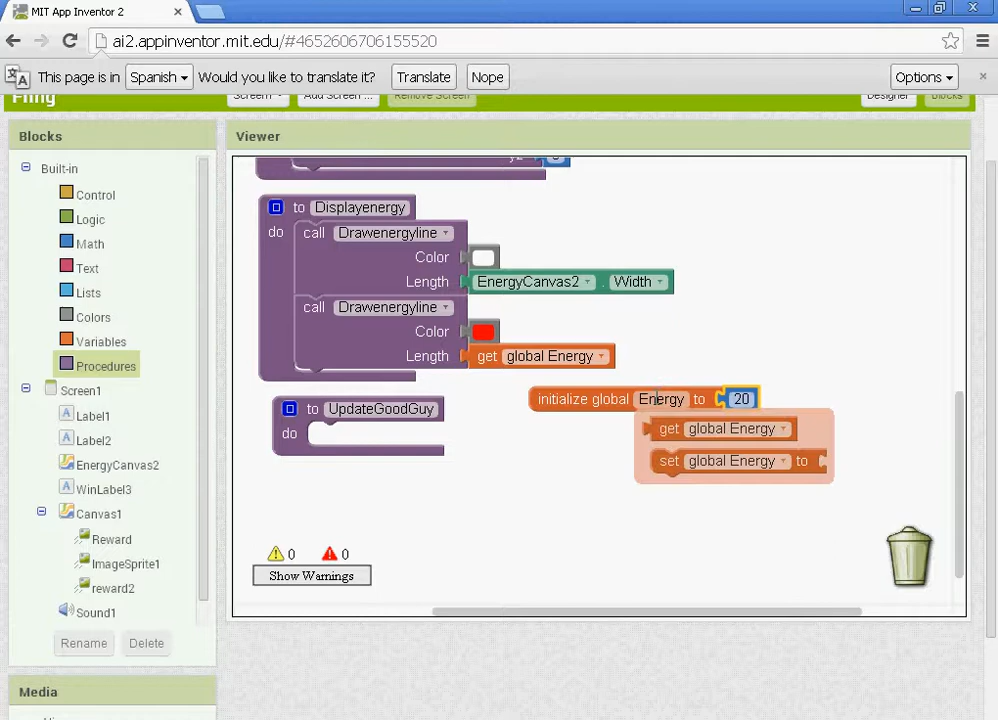 MIT App Inventor 2
ai2.appinventor.mit.edu/#4652606706155520
This page is in Spanish Would you like to translate it? Translate Nope Options
Fling Screen Add Screen ... Remove Screen Designer Blocks
Blocks
Viewer
Built-in
Control
Logic
Math
Text
Lists
Colors
Variables
Procedures
Screen1
Label1
Label2
EnergyCanvas2
WinLabel3
Canvas1
Reward
ImageSprite1
reward2
Sound1
Rename Delete
Media
y2
to Displayenergy
do call Drawenergyline
Color
Length EnergyCanvas2 . Width
call Drawenergyline
Color
Length get global Energy
initialize global Energy to 20
get global Energy
set global Energy to
to UpdateGoodGuy
do
0 0
Show Warnings